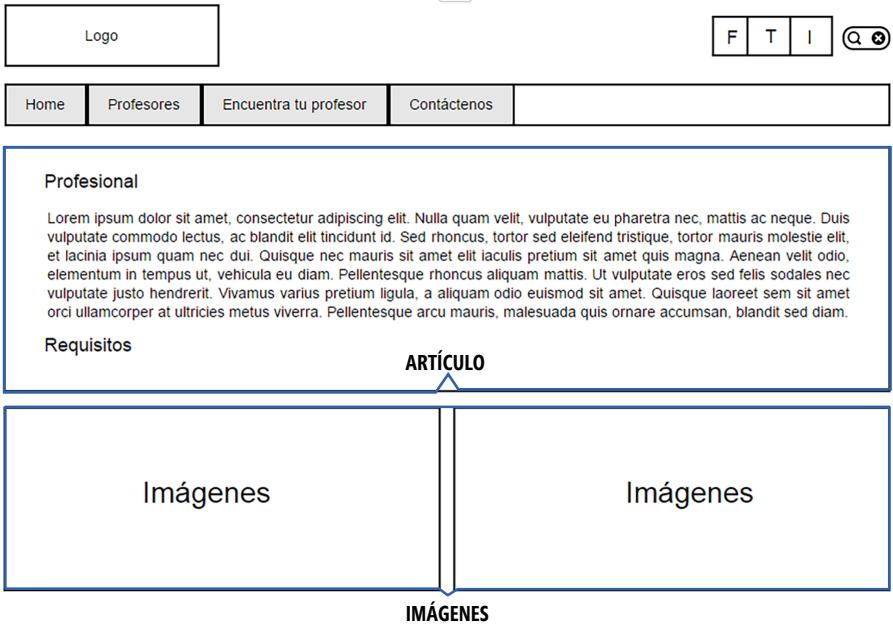 Logo
F T I
Home Profesores Encuentra tu profesor Contáctenos
Profesional
Lorem ipsum dolor sit amet, consectetur adipiscing elit. Nulla quam velit, vulputate eu pharetra nec, mattis ac neque. Duis
vulputate commodo lectus, ac blandit elit tincidunt id. Sed rhoncus, tortor sed eleifend tristique, tortor mauris molestie elit,
et lacinia ipsum quam nec dui. Quisque nec mauris sit amet elit iaculis pretium sit amet quis magna. Aenean velit odio,
elementum in tempus ut, vehicula eu diam. Pellentesque rhoncus aliquam mattis. Ut vulputate eros sed felis sodales nec
vulputate justo hendrerit. Vivamus varius pretium ligula, a aliquam odio euismod sit amet. Quisque laoreet sem sit amet
orci ullamcorper at ultricies metus viverra. Pellentesque arcu mauris, malesuada quis ornare accumsan, blandit sed diam.
Requisitos
ARTÍCULO
Imágenes Imágenes
IMÁGENES